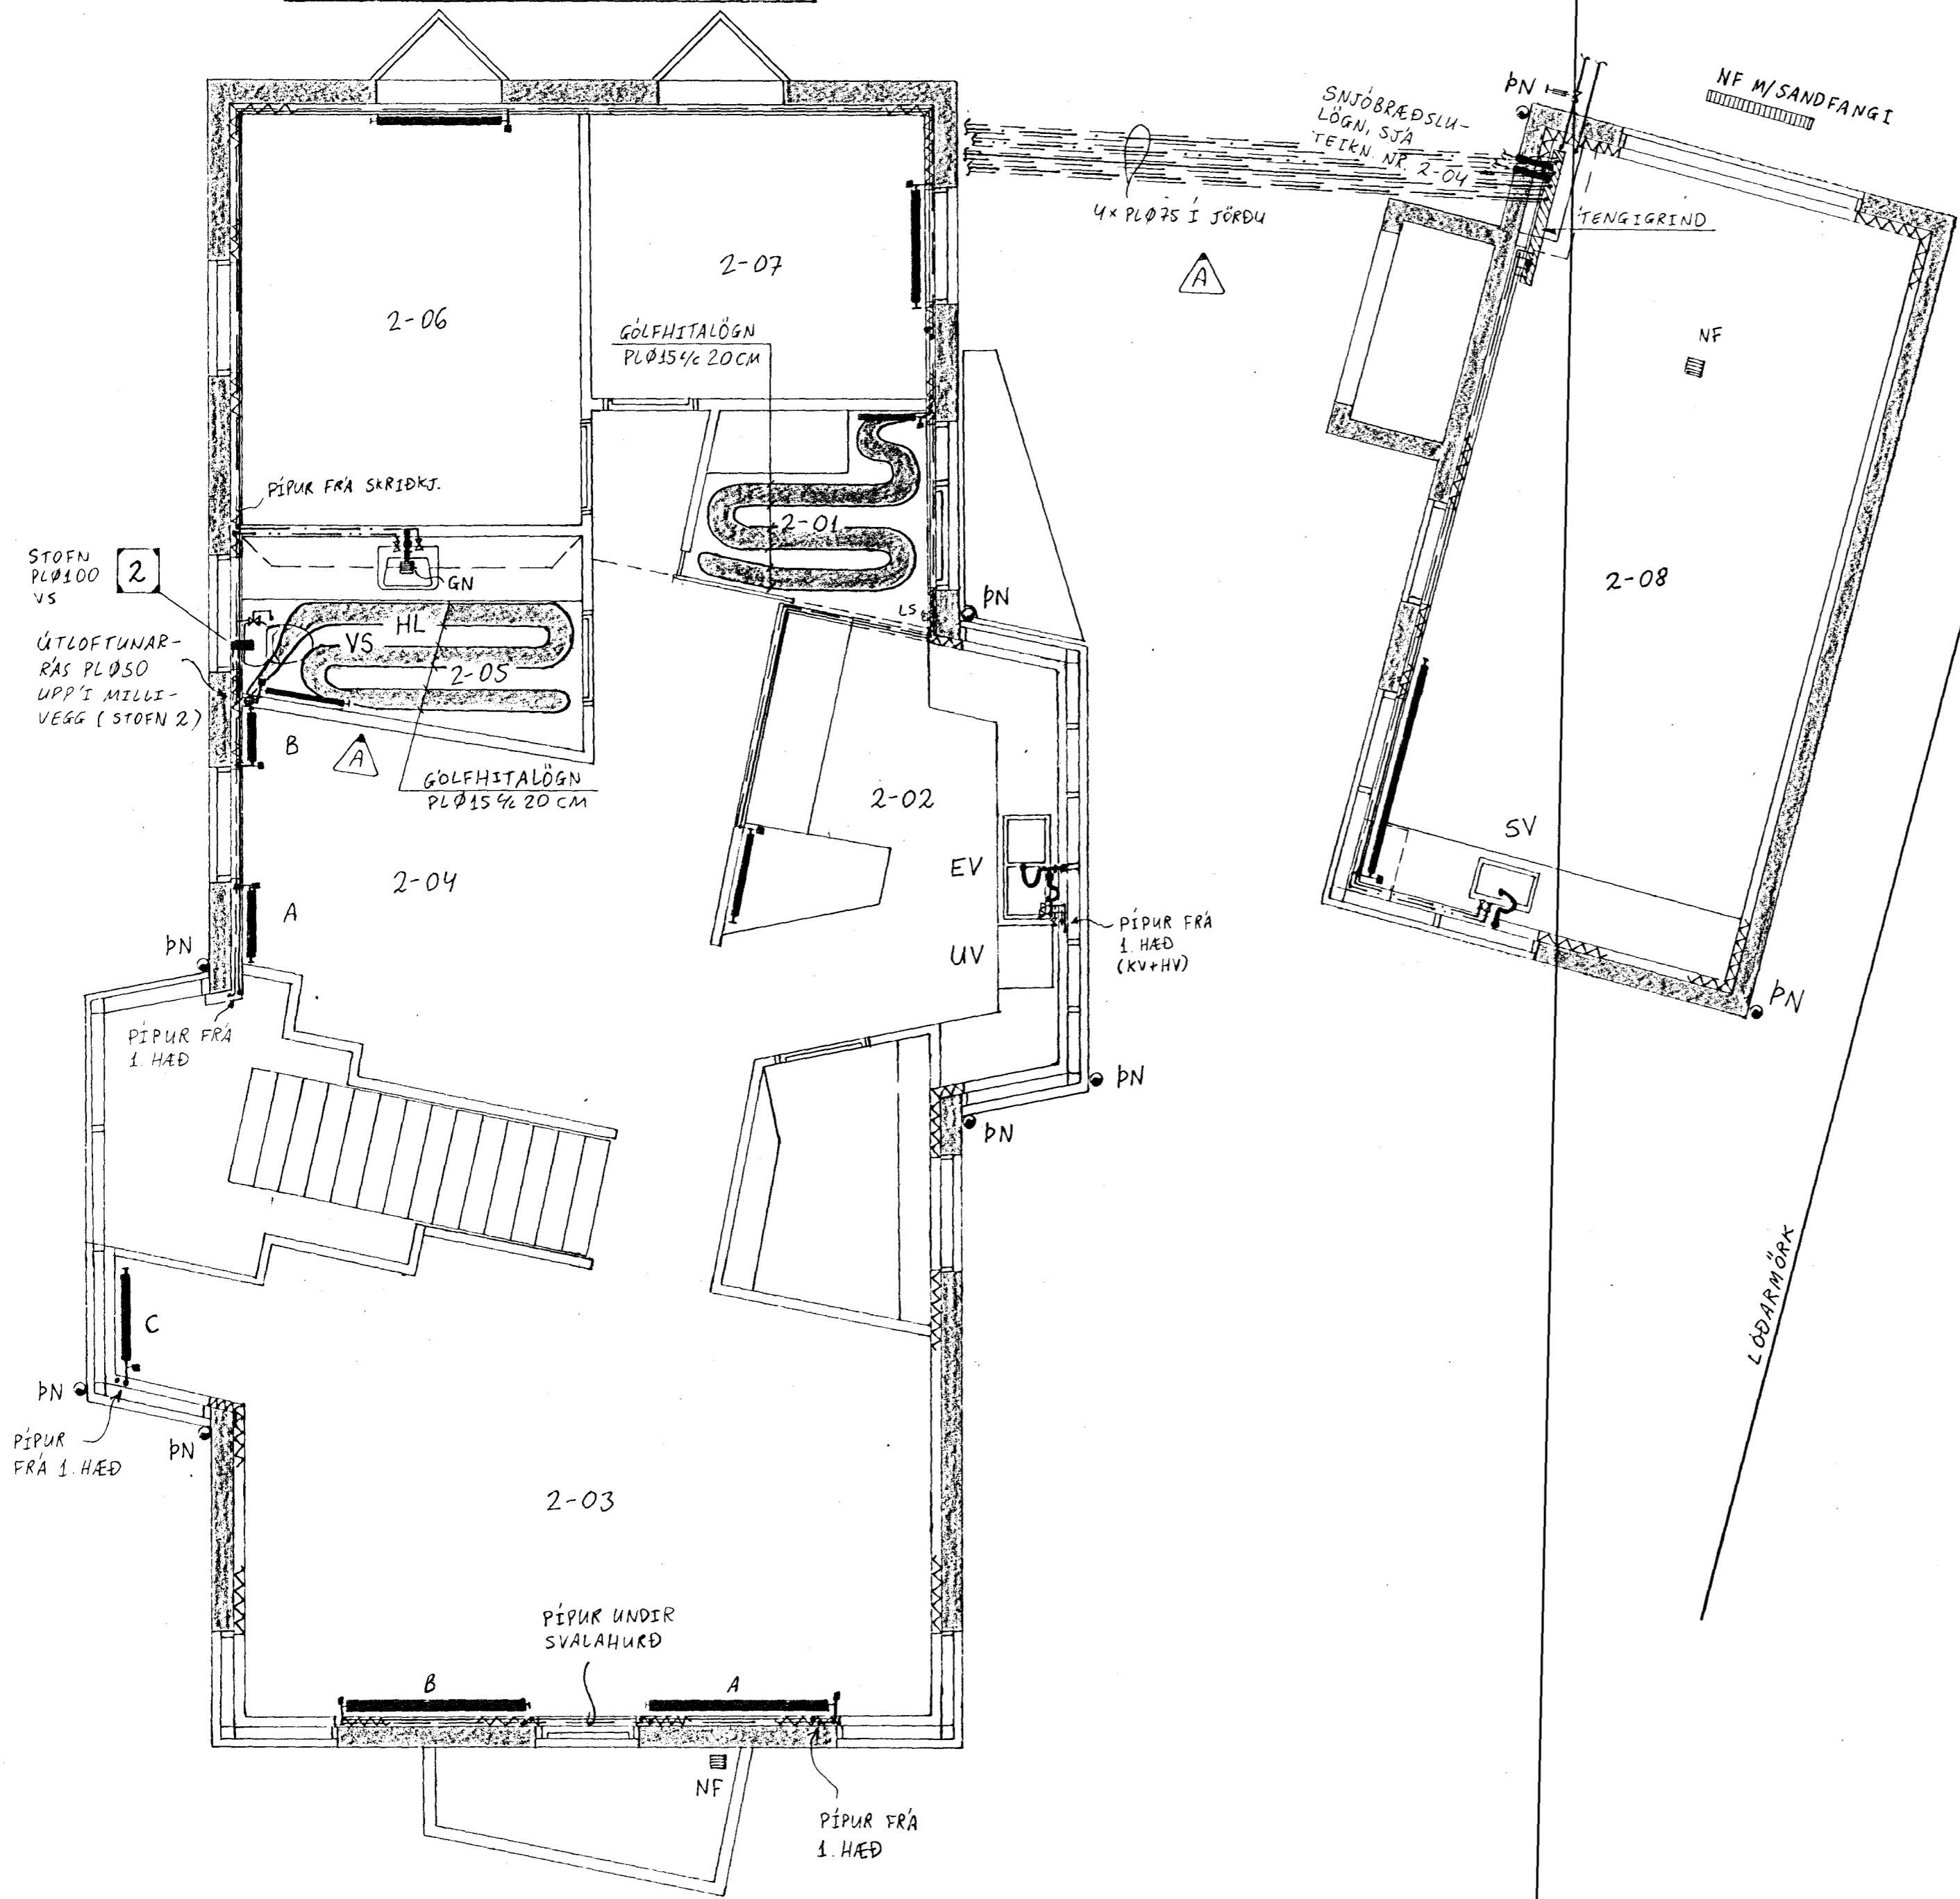 ÞN
NF M/SANDFANGI
SNJÓBRÆÐSLU-
LÖGN, SJÁ
TEIKN. NR. 2-04
4× PLØ75 Í JÖRÐU
TENGIGRIND
A
2-07
2-06
GÓLFHITALÖGN
PLØ15 c/c 20 CM
NF
PÍPUR FRÁ SKRIÐKJ.
2-01
STOFN
PLØ100
VS
2
GN
2-08
LS
ÞN
HL
VS
2-05
ÚTLOFTUNAR-
RÁS PLØ50
UPP Í MILLI-
VEGG (STOFN 2)
B
A
GÓLFHITALÖGN
PLØ15 c/c 20 CM
2-02
SV
EV
2-04
A
PÍPUR FRÁ
1. HÆÐ
(KV+HV)
UV
ÞN
ÞN
PÍPUR FRÁ
1. HÆÐ
ÞN
ÞN
LÓÐARMÖRK
C
ÞN
ÞN
PÍPUR
FRÁ 1. HÆÐ
2-03
PÍPUR UNDIR
SVALAHURÐ
B
A
NF
PÍPUR FRÁ
1. HÆÐ